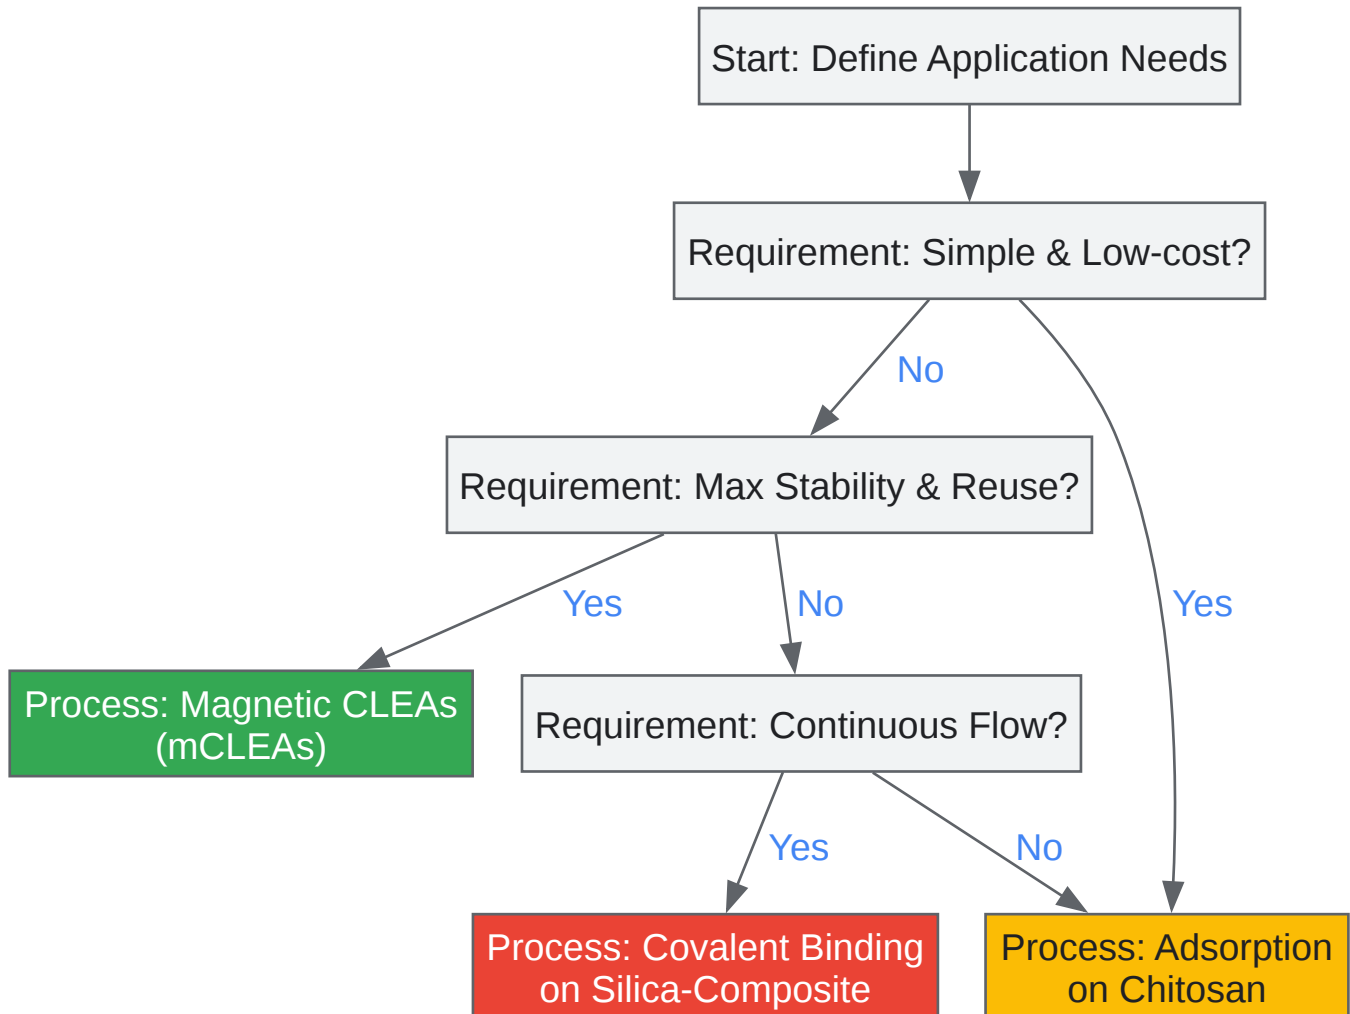 Start: Define Application Needs
Requirement: Simple & Low-cost?
No
Requirement: Max Stability & Reuse?
Yes
No
Yes
Process: Magnetic CLEAs
(mCLEAs)
Requirement: Continuous Flow?
Yes
No
Process: Covalent Binding
on Silica-Composite
Process: Adsorption
on Chitosan